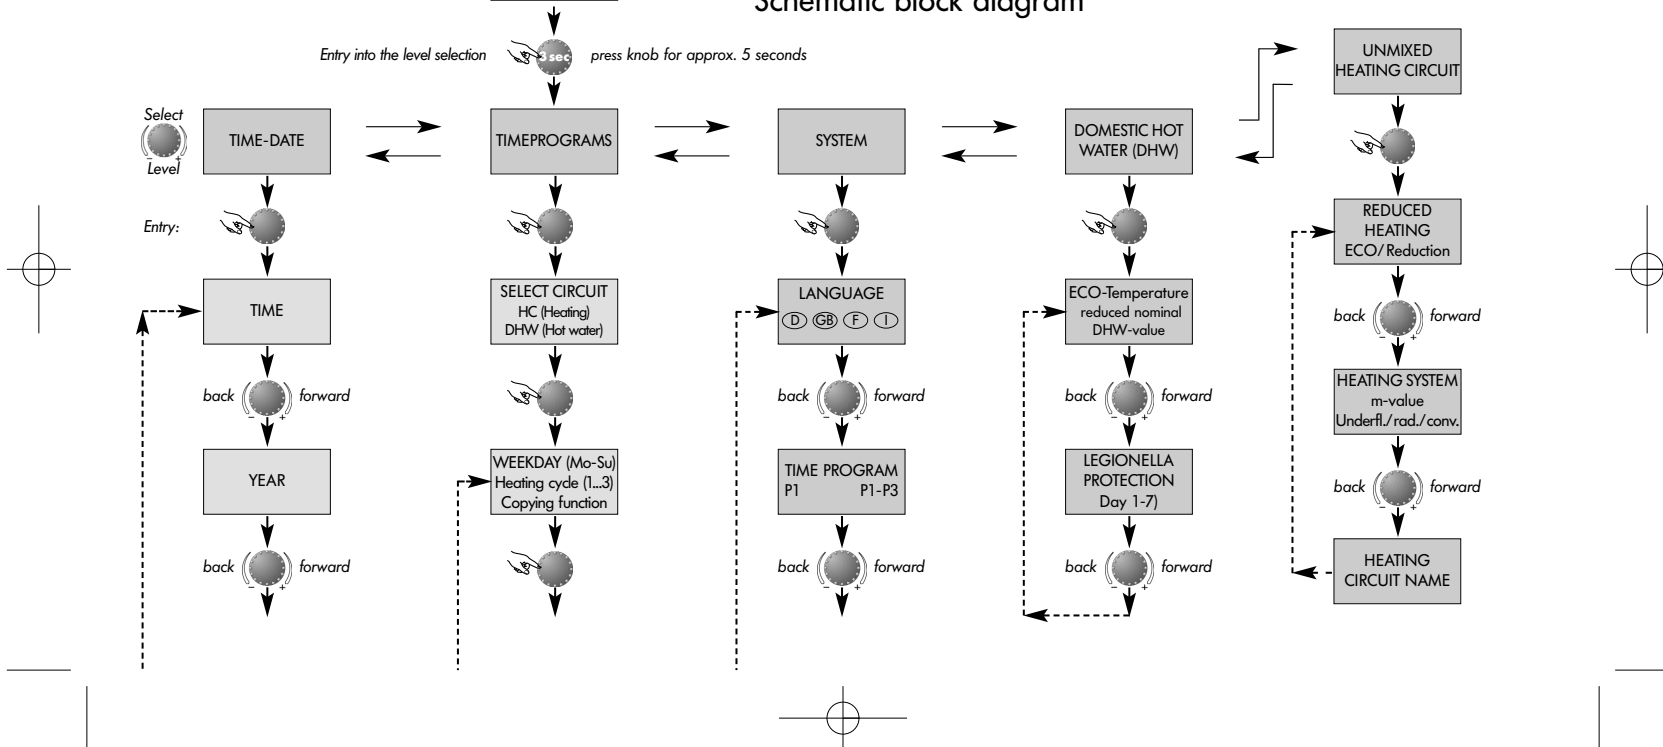 Schematic block diagram
Entry into the level selection
3 sec
press knob for approx. 5 seconds
Select
Level
- +
Entry:
TIME-DATE
TIME
back forward
- +
YEAR
back forward
- +
TIMEPROGRAMS
SELECT CIRCUIT
HC (Heating)
DHW (Hot water)
WEEKDAY (Mo-Su)
Heating cycle (1...3)
Copying function
SYSTEM
LANGUAGE
D GB F I
back forward
- +
TIME PROGRAM
P1 P1-P3
back forward
- +
DOMESTIC HOT
WATER (DHW)
ECO-Temperature
reduced nominal
DHW-value
back forward
- +
LEGIONELLA
PROTECTION
Day 1-7)
back forward
- +
UNMIXED
HEATING CIRCUIT
REDUCED
HEATING
ECO/Reduction
back forward
- +
HEATING SYSTEM
m-value
Underfl./rad./conv.
back forward
- +
HEATING
CIRCUIT NAME